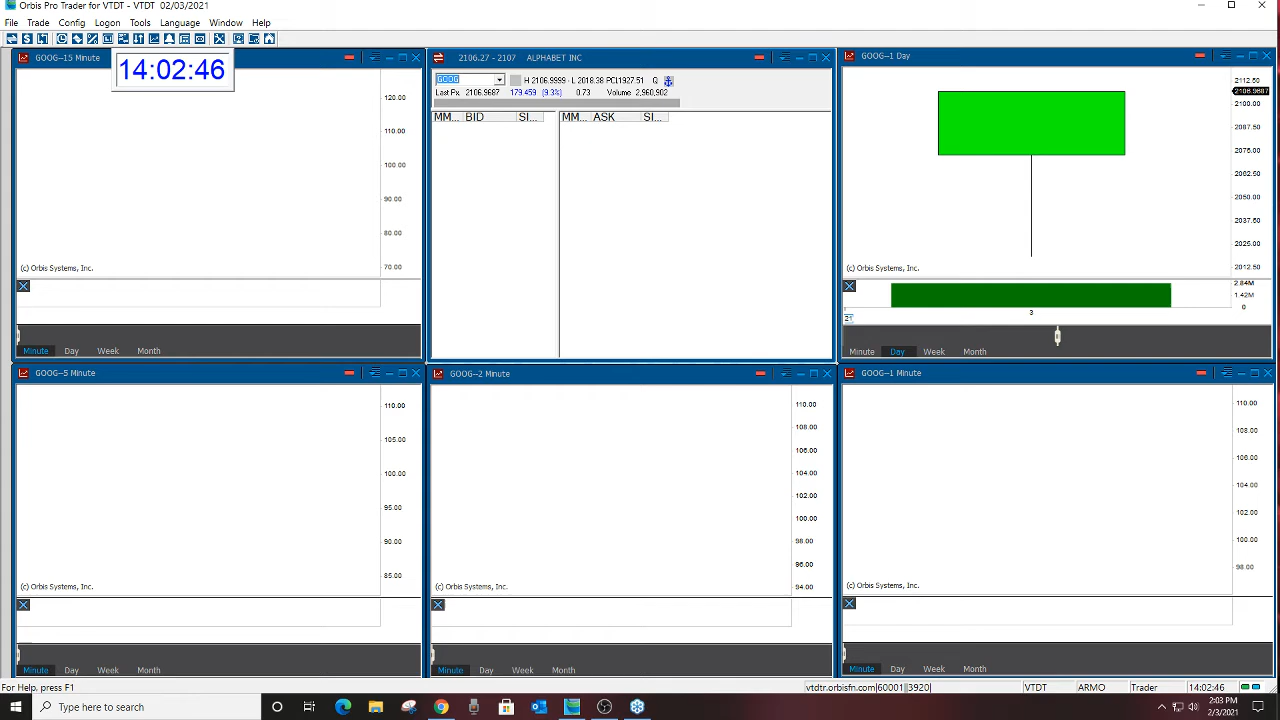 Orbis Pro Trader for VTDT - VTDT 02/03/2021
File Trade Config Logon Tools Language Window Help
GOOG--15 Minute
14:02:46
120.00
110.00
100.00
90.00
80.00
70.00
(c) Orbis Systems, Inc.
Minute Day Week Month
2106.27 - 2107 ALPHABET INC
GOOG H 2106.9999 - L 2018.38 PCL1927.51 Q
Last Px 2106.9687 179.459 (9.3%) 0.73 Volume 2,960,902
MM... BID SI... MM... ASK SI...
GOOG--1 Day
2112.50
2106.9687
2100.00
2087.50
2075.00
2062.50
2050.00
2037.50
2025.00
2012.50
(c) Orbis Systems, Inc.
2.84M
1.42M
0
3
Minute Day Week Month
GOOG--5 Minute
110.00
105.00
100.00
95.00
90.00
85.00
(c) Orbis Systems, Inc.
Minute Day Week Month
GOOG--2 Minute
110.00
108.00
106.00
104.00
102.00
100.00
98.00
96.00
94.00
(c) Orbis Systems, Inc.
Minute Day Week Month
GOOG--1 Minute
110.00
108.00
106.00
104.00
102.00
100.00
98.00
(c) Orbis Systems, Inc.
Minute Day Week Month
For Help, press F1
vtdtr.orbisfn.com|60001||3920| VTDT ARMO Trader 14:02:46
Type here to search
2:03 PM
2/3/2021